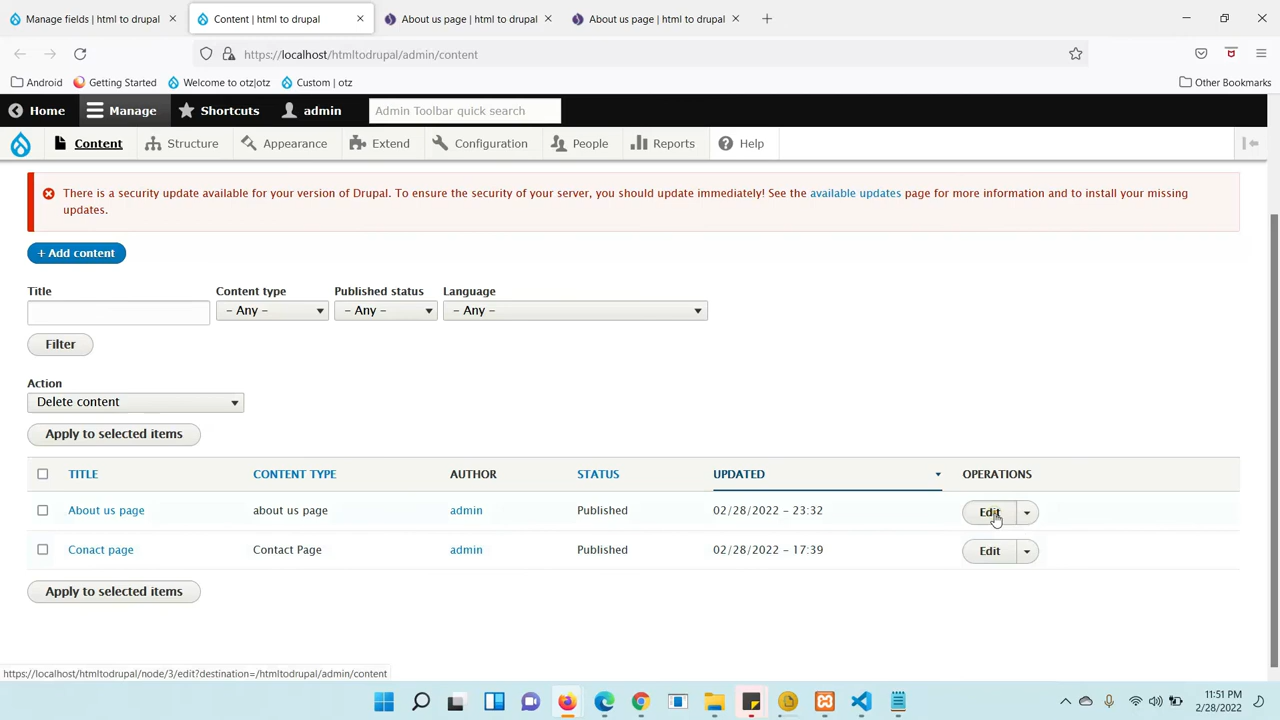 Manage fields | html to drupal
Content | html to drupal
About us page | html to drupal
About us page | html to drupal
https://localhost/htmltodrupal/admin/content
Android
Getting Started
Welcome to otz|otz
Custom | otz
Other Bookmarks
Home
Manage
Shortcuts
admin
Admin Toolbar quick search
Content
Structure
Appearance
Extend
Configuration
People
Reports
Help
There is a security update available for your version of Drupal. To ensure the security of your server, you should update immediately! See the available updates page for more information and to install your missing
updates.
+ Add content
Title
Content type
Published status
Language
- Any -
- Any -
- Any -
Filter
Action
Delete content
Apply to selected items
TITLE
CONTENT TYPE
AUTHOR
STATUS
UPDATED
OPERATIONS
About us page
about us page
admin
Published
02/28/2022 - 23:32
Edit
Conact page
Contact Page
admin
Published
02/28/2022 - 17:39
Edit
Apply to selected items
https://localhost/htmltodrupal/node/3/edit?destination=/htmltodrupal/admin/content
11:51 PM
2/28/2022